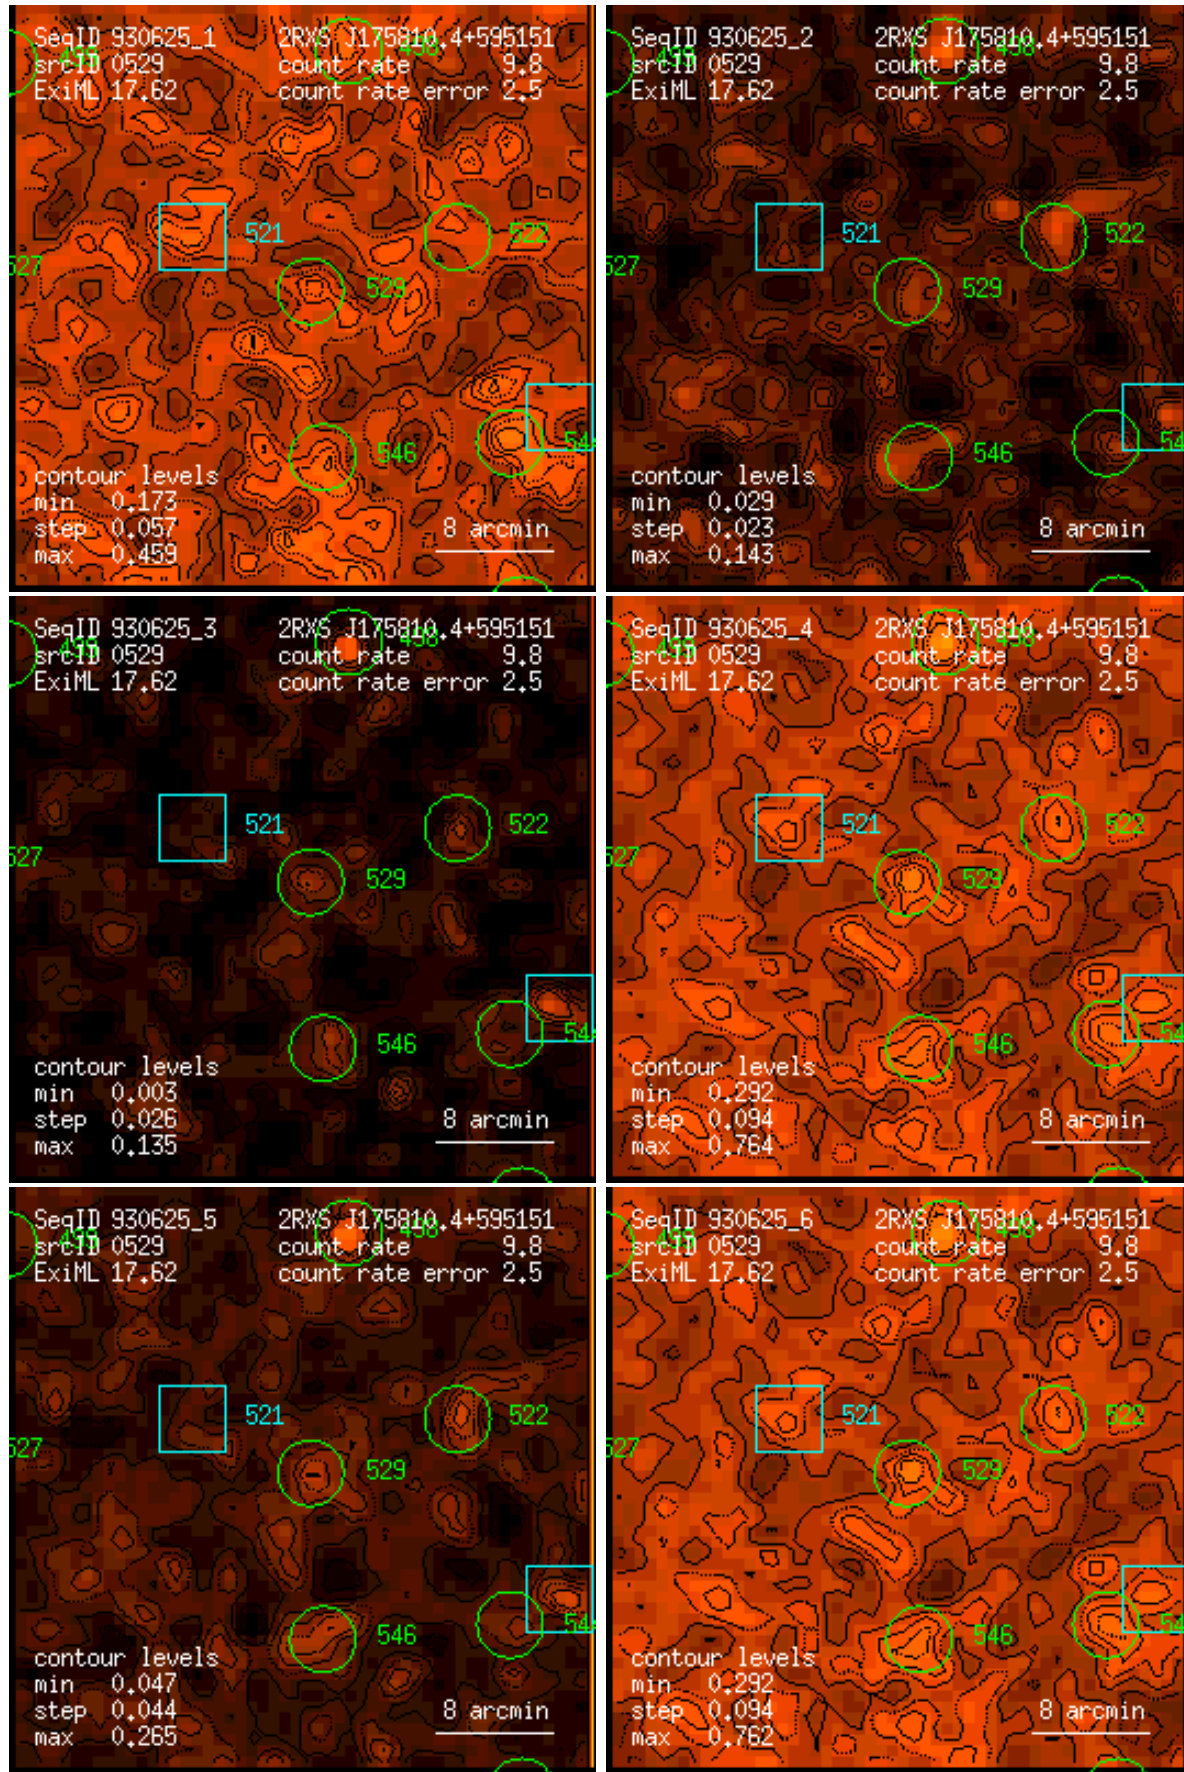 SeqID 930625_1 2RXS J175810.4+595151
srcID 0529 count rate 9.8
ExiML 17.62 count rate error 2.5
498
521
522
527
529
546
contour levels
min 0.173
step 0.057
max 0.459
8 arcmin
SeqID 930625_2 2RXS J175810.4+595151
srcID 0529 count rate 9.8
ExiML 17.62 count rate error 2.5
498
521
522
527
529
546
contour levels
min 0.029
step 0.023
max 0.143
8 arcmin
SeqID 930625_3 2RXS J175810.4+595151
srcID 0529 count rate 9.8
ExiML 17.62 count rate error 2.5
498
521
522
527
529
546
contour levels
min 0.003
step 0.026
max 0.135
8 arcmin
SeqID 930625_4 2RXS J175810.4+595151
srcID 0529 count rate 9.8
ExiML 17.62 count rate error 2.5
498
521
522
527
529
546
contour levels
min 0.292
step 0.094
max 0.764
8 arcmin
SeqID 930625_5 2RXS J175810.4+595151
srcID 0529 count rate 9.8
ExiML 17.62 count rate error 2.5
498
521
522
527
529
546
contour levels
min 0.047
step 0.044
max 0.265
8 arcmin
SeqID 930625_6 2RXS J175810.4+595151
srcID 0529 count rate 9.8
ExiML 17.62 count rate error 2.5
498
521
522
527
529
546
contour levels
min 0.292
step 0.094
max 0.762
8 arcmin